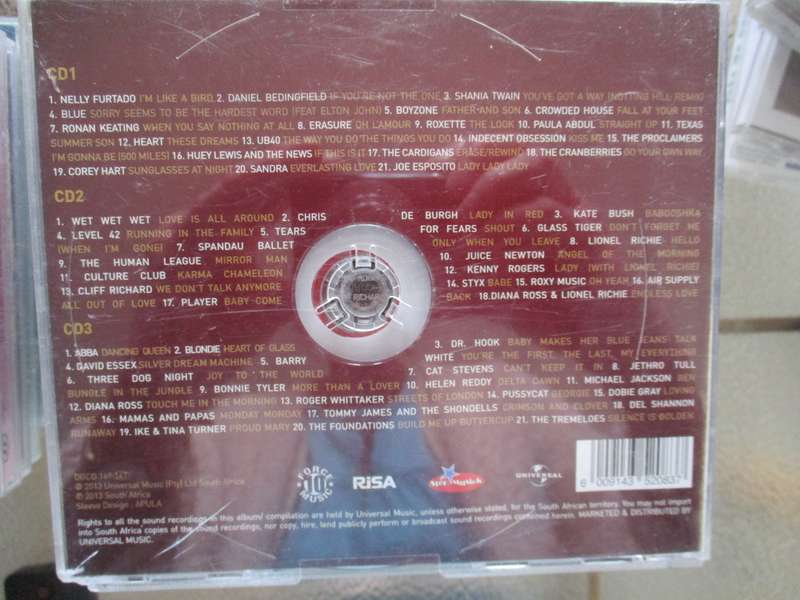 CD1
1. NELLY FURTADO I'M LIKE A BIRD 2. DANIEL BEDINGFIELD IF YOU'RE NOT THE ONE 3. SHANIA TWAIN YOU'VE GOT A WAY (NOTTING HILL REMIX)
4. BLUE SORRY SEEMS TO BE THE HARDEST WORD (FEAT ELTON JOHN) 5. BOYZONE FATHER AND SON 6. CROWDED HOUSE FALL AT YOUR FEET
7. RONAN KEATING WHEN YOU SAY NOTHING AT ALL 8. ERASURE OH L'AMOUR 9. ROXETTE THE LOOK 10. PAULA ABDUL STRAIGHT UP 11. TEXAS
SUMMER SON 12. HEART THESE DREAMS 13. UB40 THE WAY YOU DO THE THINGS YOU DO 14. INDECENT OBSESSION KISS ME 15. THE PROCLAIMERS
I'M GONNA BE (500 MILES) 16. HUEY LEWIS AND THE NEWS IF THIS IS IT 17. THE CARDIGANS ERASE/REWIND 18. THE CRANBERRIES DO YOUR OWN WAY
19. COREY HART SUNGLASSES AT NIGHT 20. SANDRA EVERLASTING LOVE 21. JOE ESPOSITO LADY LADY LADY
CD2
1. WET WET WET LOVE IS ALL AROUND 2. CHRIS DE BURGH LADY IN RED 3. KATE BUSH BABOOSHKA
4. LEVEL 42 RUNNING IN THE FAMILY 5. TEARS FOR FEARS SHOUT 6. GLASS TIGER DON'T FORGET ME
(WHEN I'M GONE) 7. SPANDAU BALLET ONLY WHEN YOU LEAVE 8. LIONEL RICHIE HELLO
9. THE HUMAN LEAGUE MIRROR MAN 10. JUICE NEWTON ANGEL OF THE MORNING
11. CULTURE CLUB KARMA CHAMELEON 12. KENNY ROGERS LADY (WITH LIONEL RICHIE)
13. CLIFF RICHARD WE DON'T TALK ANYMORE 14. STYX BABE 15. ROXY MUSIC OH YEAH 16. AIR SUPPLY
ALL OUT OF LOVE 17. PLAYER BABY COME BACK 18. DIANA ROSS & LIONEL RICHIE ENDLESS LOVE
CD3
1. ABBA DANCING QUEEN 2. BLONDIE HEART OF GLASS 3. DR. HOOK BABY MAKES HER BLUE JEANS TALK
4. DAVID ESSEX SILVER DREAM MACHINE 5. BARRY WHITE YOU'RE THE FIRST, THE LAST, MY EVERYTHING
6. THREE DOG NIGHT JOY TO THE WORLD 7. CAT STEVENS CAN'T KEEP IT IN 8. JETHRO TULL
BUNGLE IN THE JUNGLE 9. BONNIE TYLER MORE THAN A LOVER 10. HELEN REDDY DELTA DAWN 11. MICHAEL JACKSON BEN
12. DIANA ROSS TOUCH ME IN THE MORNING 13. ROGER WHITTAKER STREETS OF LONDON 14. PUSSYCAT GEORGIE 15. DOBIE GRAY LOVING
ARMS 16. MAMAS AND PAPAS MONDAY MONDAY 17. TOMMY JAMES AND THE SHONDELLS CRIMSON AND CLOVER 18. DEL SHANNON
RUNAWAY 19. IKE & TINA TURNER PROUD MARY 20. THE FOUNDATIONS BUILD ME UP BUTTERCUP 21. THE TREMELOES SILENCE IS GOLDEN
℗ 2013 Universal Music (Pty) Ltd South Africa
© 2013 South Africa
Sleeve Design : APULA
FORCE 10 MUSIC
RiSA
UNIVERSAL
6 009143 520837
Rights to all the sound recordings in this album/ compilation are held by Universal Music, unless otherwise stated, for the South African territory. You may not import
into South Africa copies of the sound recordings, nor copy, hire, land publicly perform or broadcast sound recordings contained herein. MARKETED & DISTRIBUTED BY
UNIVERSAL MUSIC.